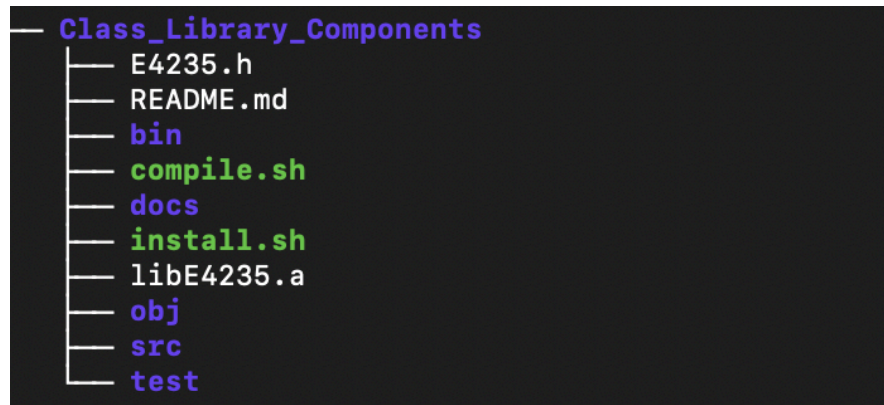 Class_Library_Components
E4235.h
README.md
bin
compile.sh
docs
install.sh
libE4235.a
obj
src
test